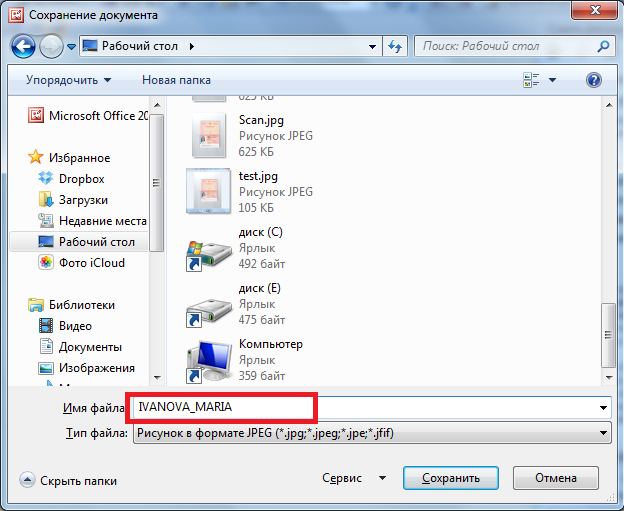 Сохранение документа
Рабочий стол
Поиск: Рабочий стол
Упорядочить
Новая папка
Microsoft Office 20
Избранное
Dropbox
Загрузки
Недавние места
Рабочий стол
Фото iCloud
Библиотеки
Видео
Документы
Изображения
625 КБ
Scan.jpg
Рисунок JPEG
625 КБ
test.jpg
Рисунок JPEG
105 КБ
диск (C)
Ярлык
492 байт
диск (E)
Ярлык
475 байт
Компьютер
Ярлык
359 байт
Имя файла: IVANOVA_MARIA
Тип файла: Рисунок в формате JPEG (*.jpg;*.jpeg;*.jpe;*.jfif)
Скрыть папки
Сервис
Сохранить
Отмена